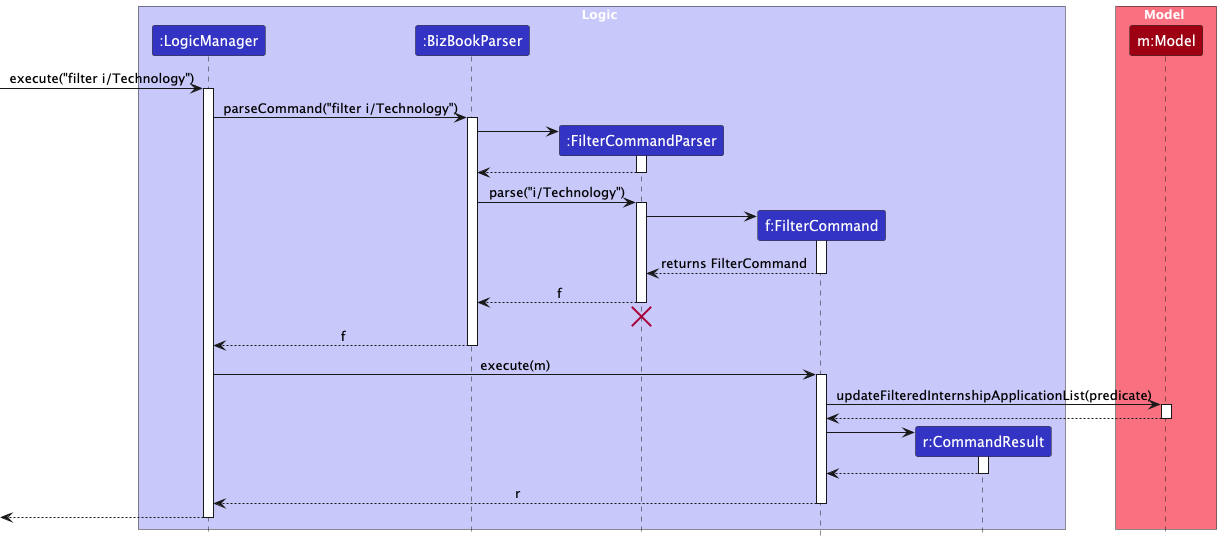 Logic
Model
:LogicManager
:BizBookParser
m:Model
execute("filter i/Technology")
parseCommand("filter i/Technology")
:FilterCommandParser
parse("i/Technology")
f:FilterCommand
returns FilterCommand
f
f
execute(m)
updateFilteredInternshipApplicationList(predicate)
r:CommandResult
r